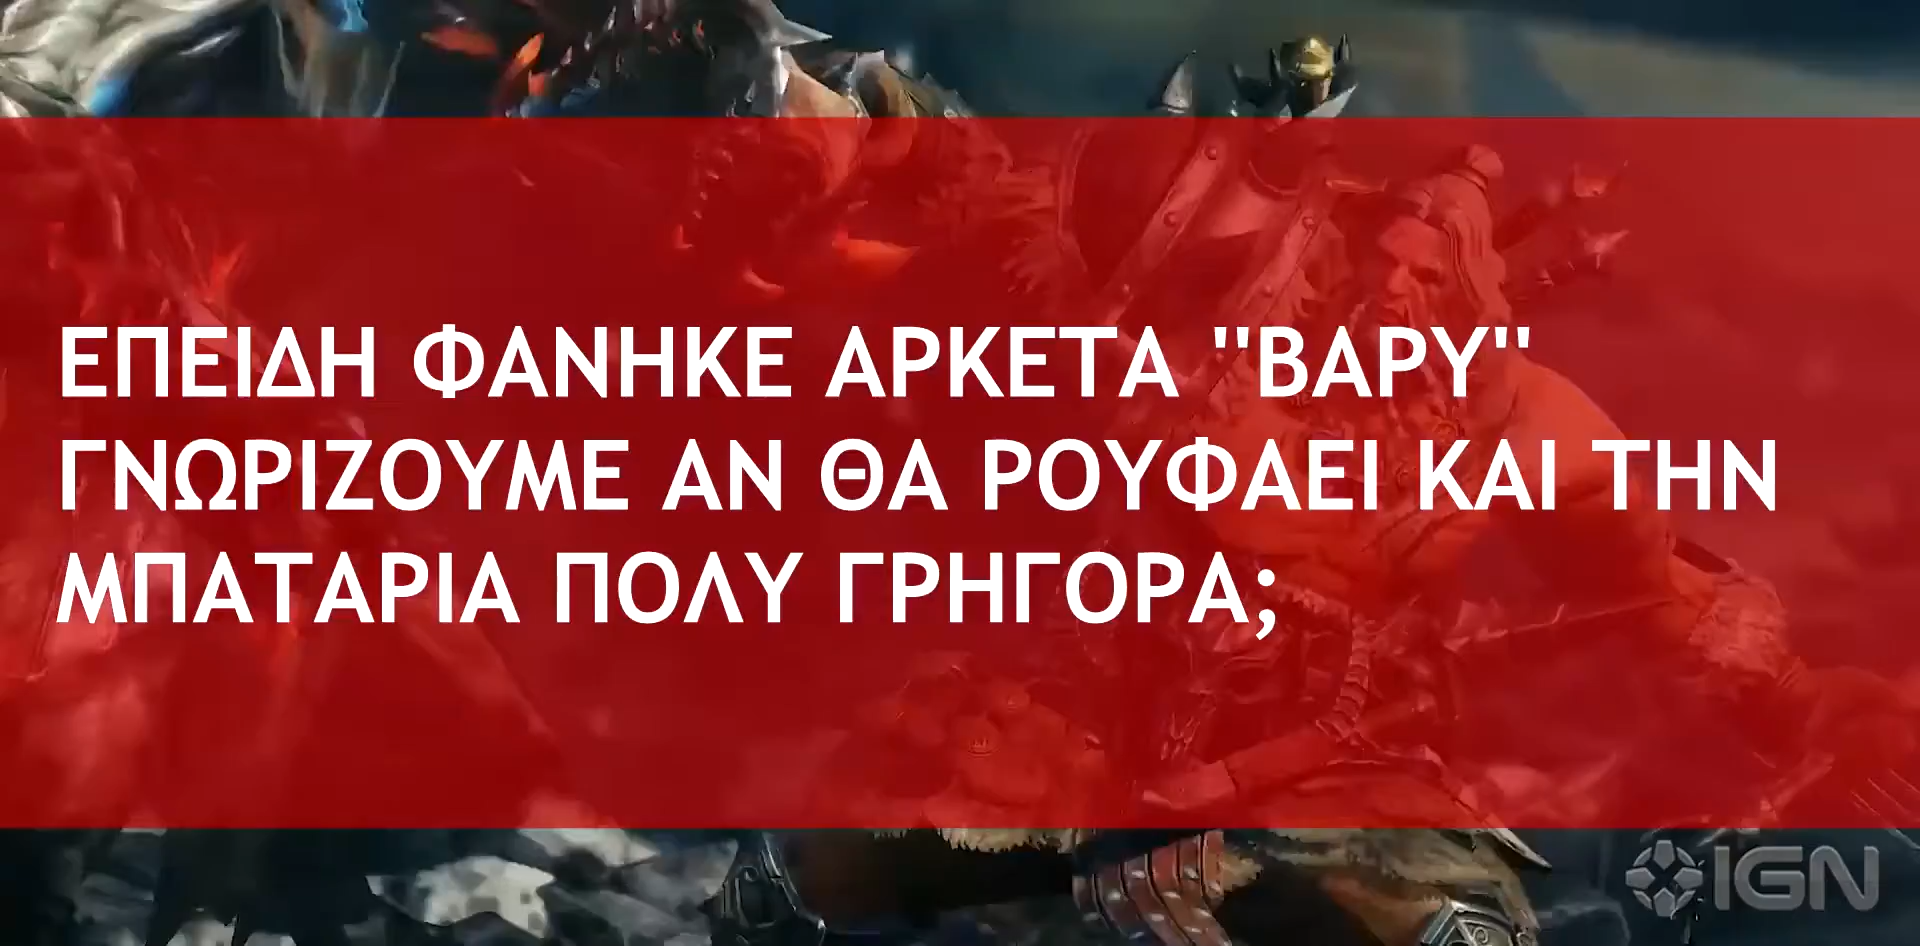 ΕΠΕΙΔΗ ΦΑΝΗΚΕ ΑΡΚΕΤΑ ''ΒΑΡΥ''
ΓΝΩΡΙΖΟΥΜΕ ΑΝ ΘΑ ΡΟΥΦΑΕΙ ΚΑΙ ΤΗΝ
ΜΠΑΤΑΡΙΑ ΠΟΛΥ ΓΡΗΓΟΡΑ;
IGN